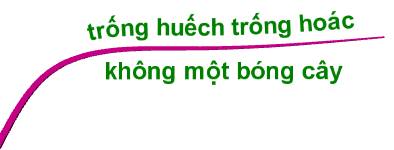 trống huếch trống hoác
không một bóng cây